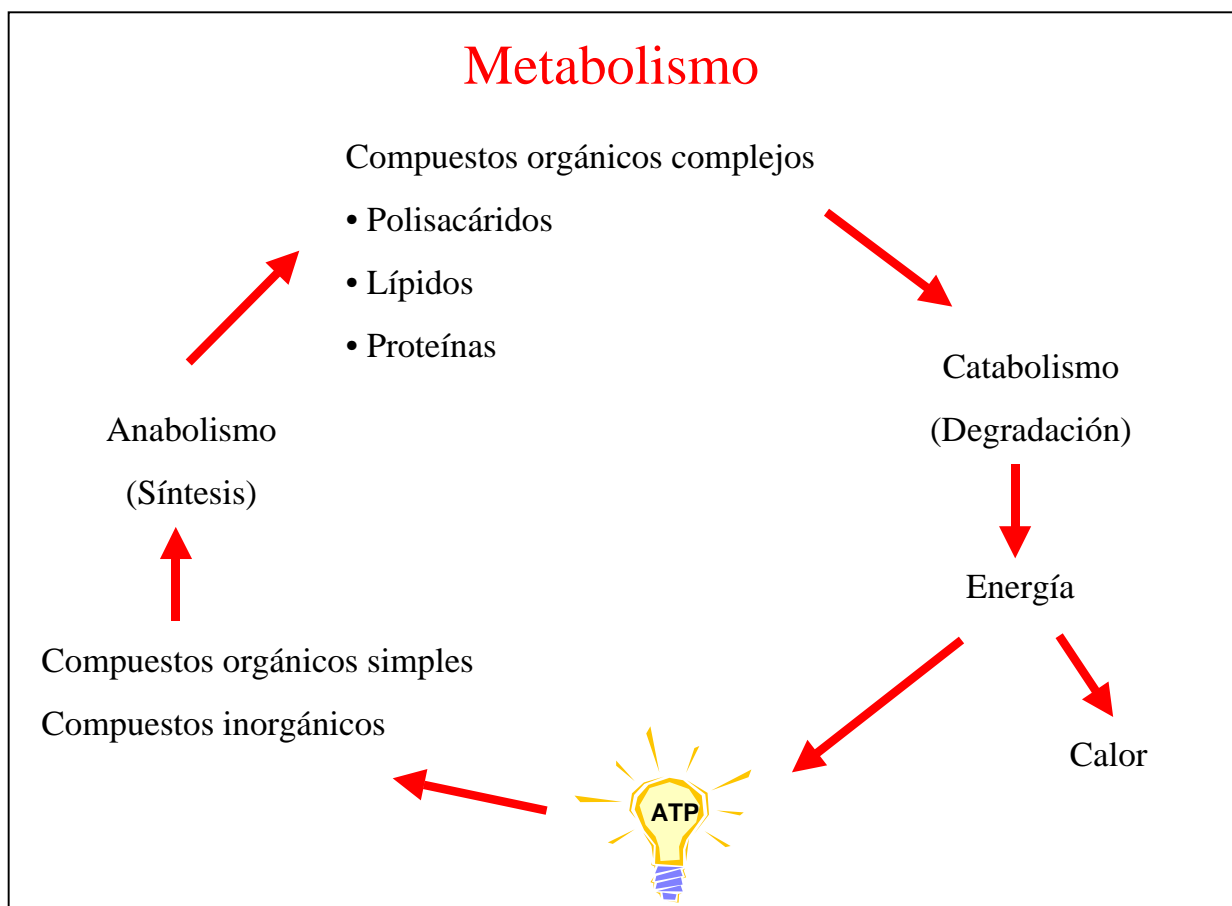 Metabolismo
Compuestos orgánicos complejos
• Polisacáridos
• Lípidos
• Proteínas
Catabolismo
(Degradación)
Anabolismo
(Síntesis)
Energía
Compuestos orgánicos simples
Compuestos inorgánicos
Calor
ATP